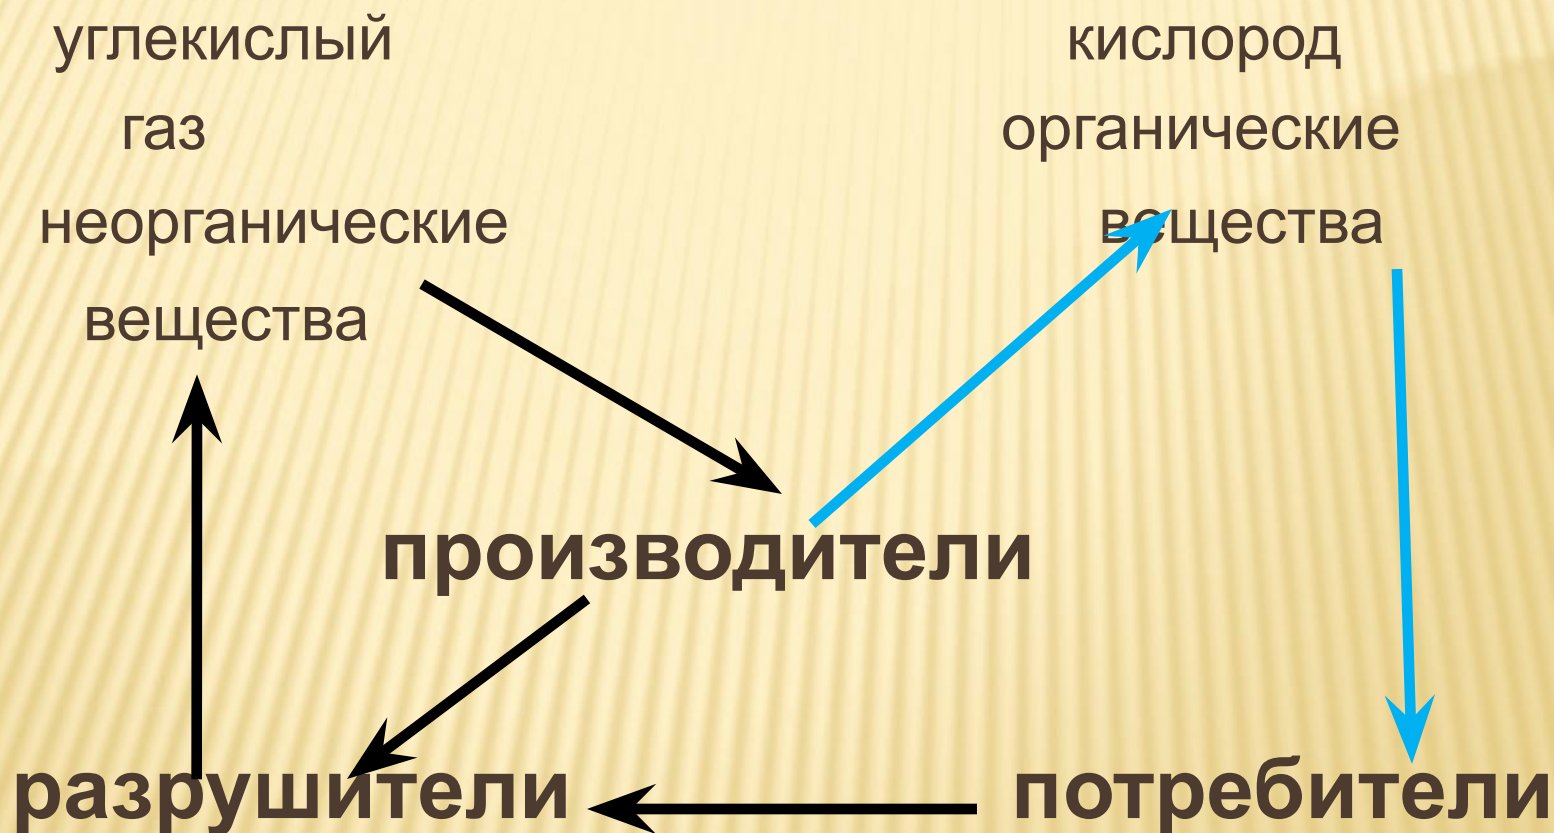 углекислый
газ
неорганические
вещества
кислород
органические
вещества
производители
разрушители
потребители